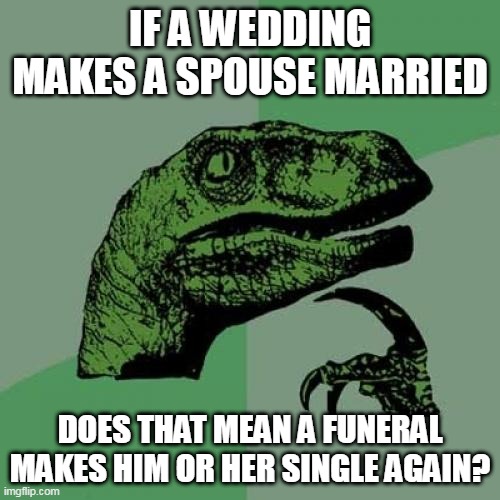 IF A WEDDING
MAKES A SPOUSE MARRIED
DOES THAT MEAN A FUNERAL
MAKES HIM OR HER SINGLE AGAIN?
imgflip.com